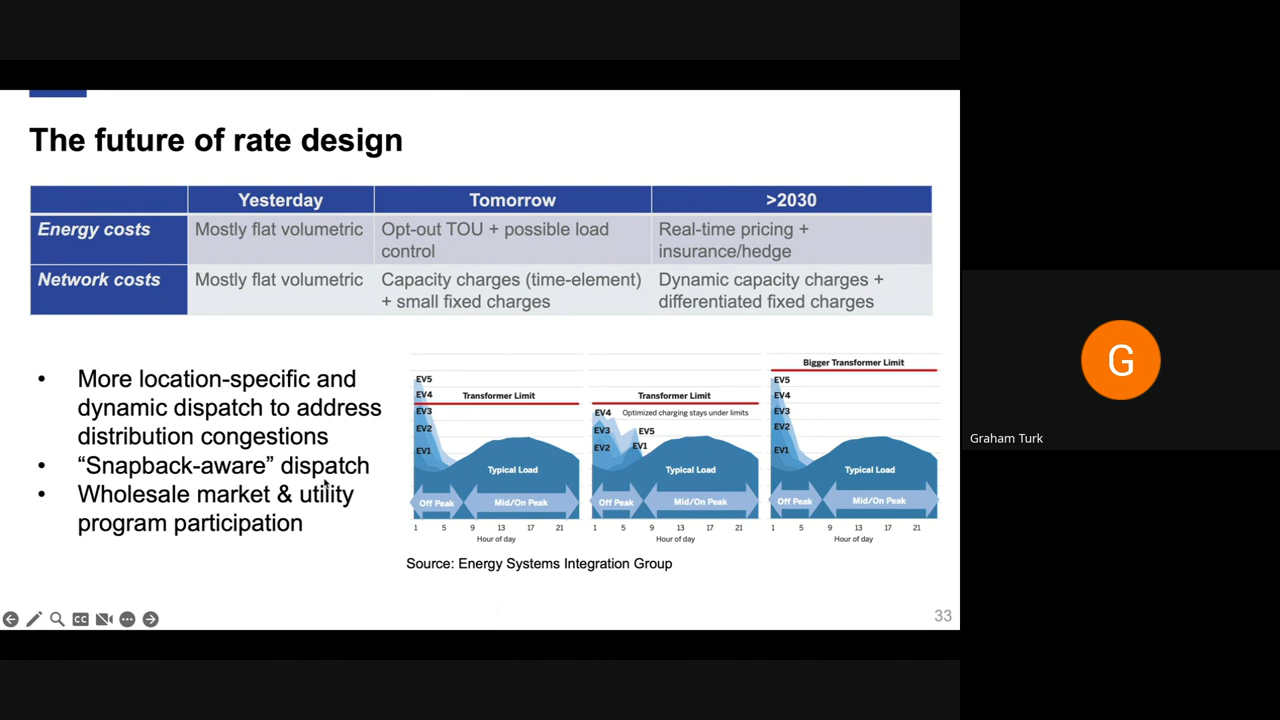 The future of rate design
Yesterday
Tomorrow
>2030
Energy costs
Mostly flat volumetric
Opt-out TOU + possible load
control
Real-time pricing +
insurance/hedge
Network costs
Mostly flat volumetric
Capacity charges (time-element)
+ small fixed charges
Dynamic capacity charges +
differentiated fixed charges
• More location-specific and
dynamic dispatch to address
distribution congestions
• “Snapback-aware” dispatch
• Wholesale market & utility
program participation
EV5
EV4
Transformer Limit
EV3
EV2
EV1
Typical Load
Off Peak
Mid/On Peak
1 5 9 13 17 21
Hour of day
Transformer Limit
EV4
Optimized charging stays under limits
EV3
EV5
EV2
EV1
Typical Load
Off Peak
Mid/On Peak
1 5 9 13 17 21
Hour of day
Bigger Transformer Limit
EV5
EV4
EV3
EV2
EV1
Typical Load
Off Peak
Mid/On Peak
1 5 9 13 17 21
Hour of day
Source: Energy Systems Integration Group
CC
33
G
Graham Turk